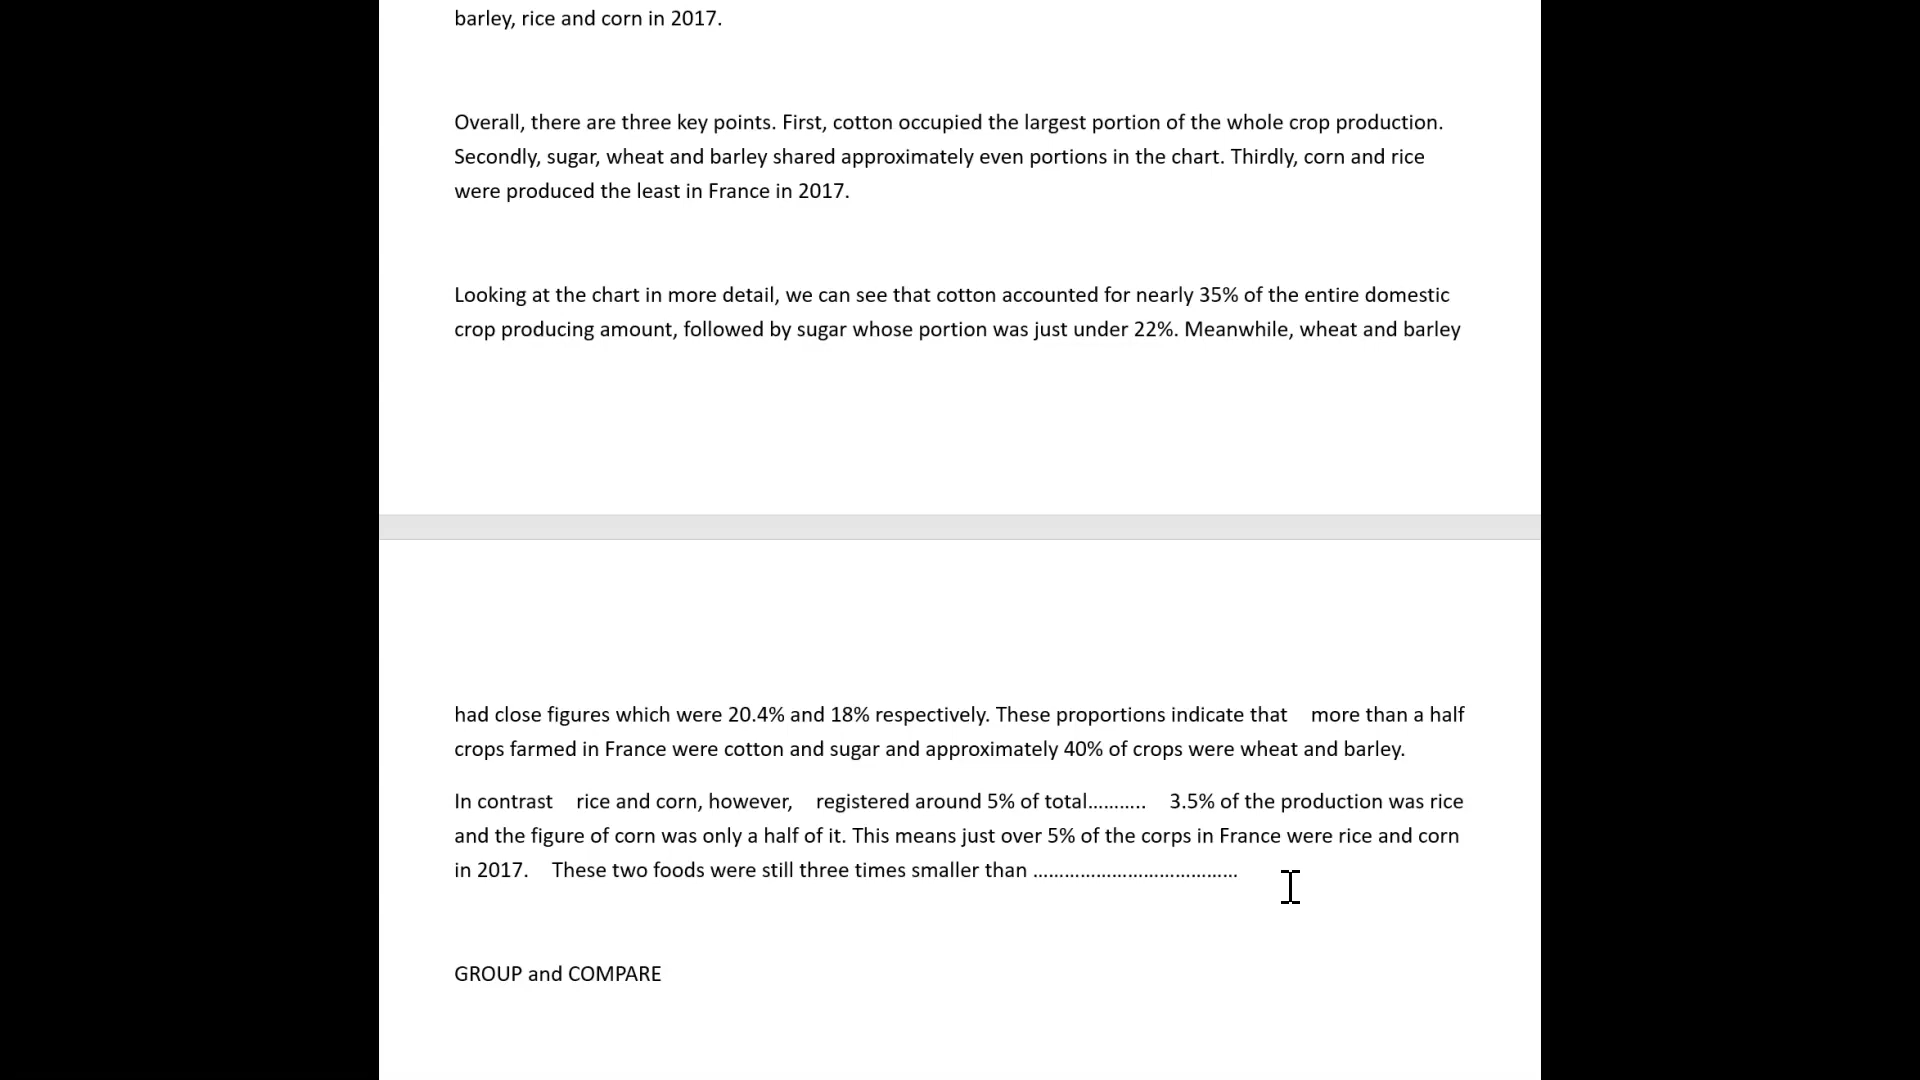 barley, rice and corn in 2017.
Overall, there are three key points. First, cotton occupied the largest portion of the whole crop production.
Secondly, sugar, wheat and barley shared approximately even portions in the chart. Thirdly, corn and rice
were produced the least in France in 2017.
Looking at the chart in more detail, we can see that cotton accounted for nearly 35% of the entire domestic
crop producing amount, followed by sugar whose portion was just under 22%. Meanwhile, wheat and barley
had close figures which were 20.4% and 18% respectively. These proportions indicate that more than a half
crops farmed in France were cotton and sugar and approximately 40% of crops were wheat and barley.
In contrast rice and corn, however, registered around 5% of total……….. 3.5% of the production was rice
and the figure of corn was only a half of it. This means just over 5% of the corps in France were rice and corn
in 2017. These two foods were still three times smaller than …………………………………
GROUP and COMPARE